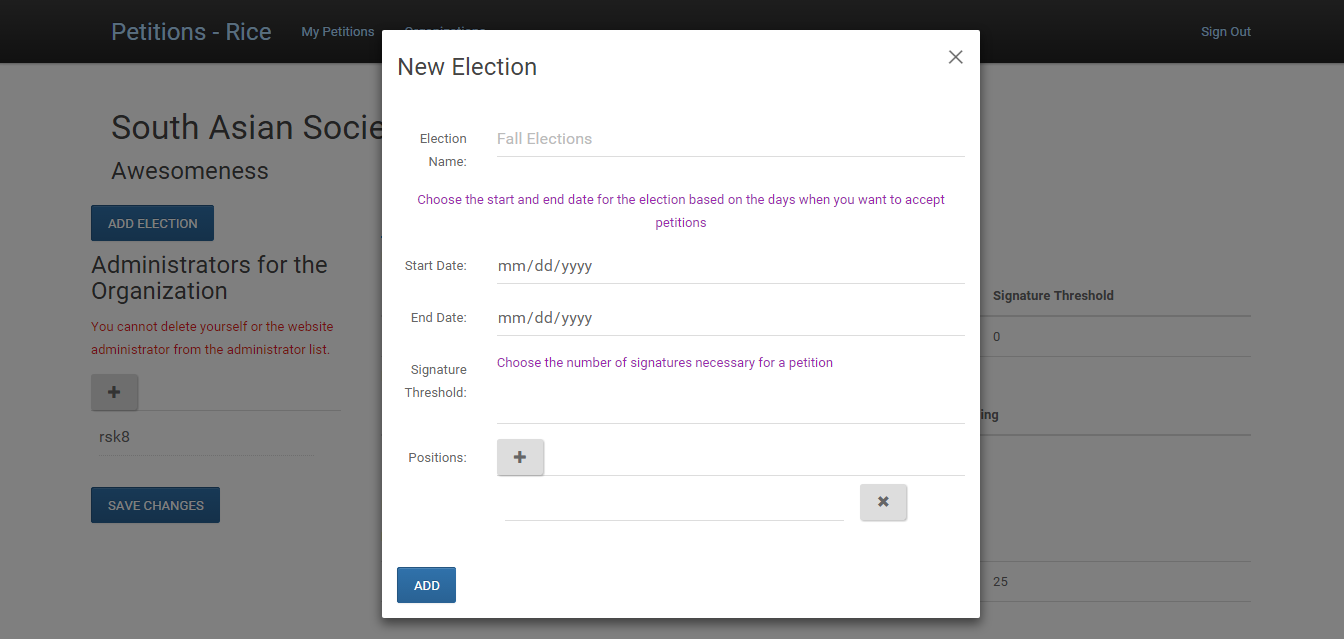 Petitions - Rice
My Petitions
Organizations
Sign Out
New Election
South Asian Socie
Awesomeness
ADD ELECTION
Administrators for the
Organization
You cannot delete yourself or the website
administrator from the administrator list.
rsk8
SAVE CHANGES
Election
Name:
Fall Elections
Choose the start and end date for the election based on the days when you want to accept
petitions
Start Date:
mm/dd/yyyy
End Date:
mm/dd/yyyy
Signature
Threshold:
Choose the number of signatures necessary for a petition
Positions:
ADD
Signature Threshold
0
ing
25